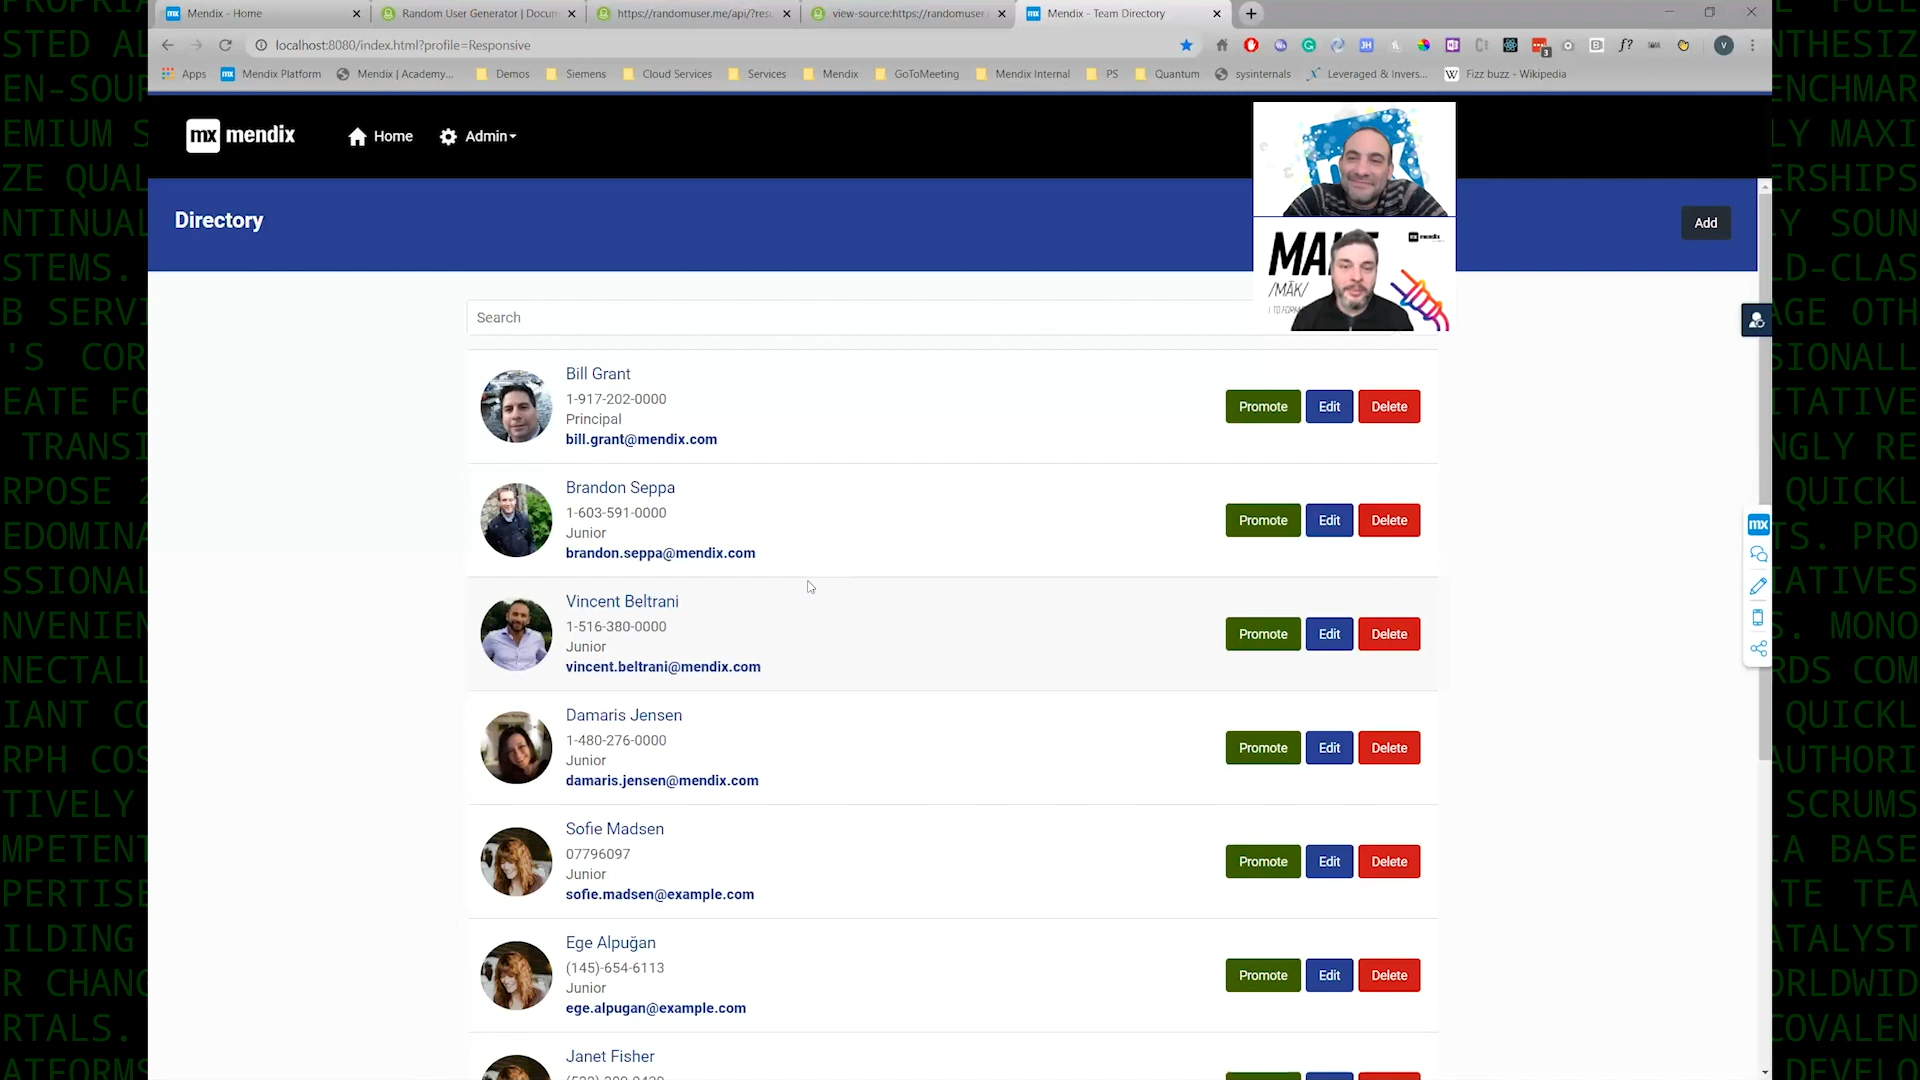 Mendix - Home
Random User Generator | Docum
https://randomuser.me/api/?resu
view-source:https://randomuser
Mendix - Team Directory
localhost:8080/index.html?profile=Responsive
Apps
Mendix Platform
Mendix | Academy...
Demos
Siemens
Cloud Services
Services
Mendix
GoToMeeting
Mendix Internal
PS
Quantum
sysinternals
Leveraged & Invers...
Fizz buzz - Wikipedia
mx mendix
Home
Admin
Directory
Add
MAK
/MĀK/
mendix
Search
Bill Grant
1-917-202-0000
Principal
bill.grant@mendix.com
Promote Edit Delete
Brandon Seppa
1-603-591-0000
Junior
brandon.seppa@mendix.com
Promote Edit Delete
Vincent Beltrani
1-516-380-0000
Junior
vincent.beltrani@mendix.com
Promote Edit Delete
Damaris Jensen
1-480-276-0000
Junior
damaris.jensen@mendix.com
Promote Edit Delete
Sofie Madsen
07796097
Junior
sofie.madsen@example.com
Promote Edit Delete
Ege Alpuğan
(145)-654-6113
Junior
ege.alpugan@example.com
Promote Edit Delete
Janet Fisher
mx